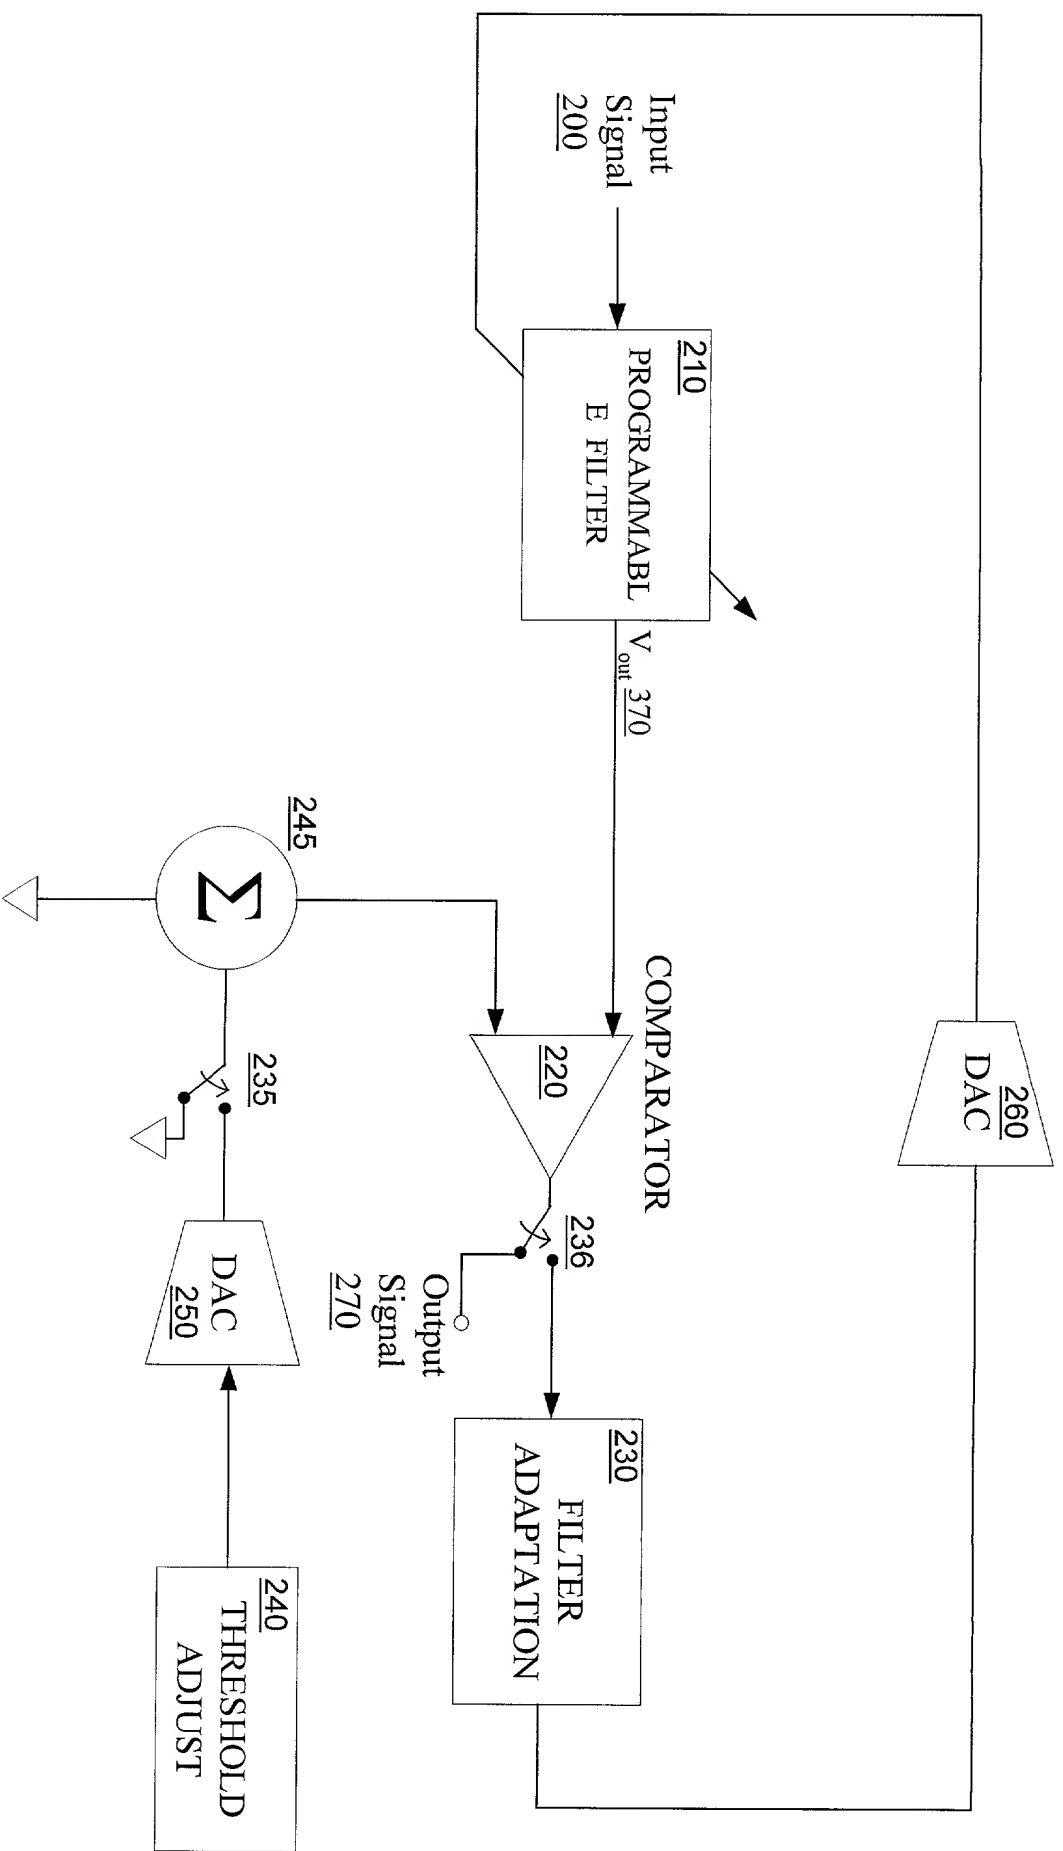 260
DAC
Input
Signal
200
210
PROGRAMMABL
E FILTER
Vout 370
COMPARATOR
220
236
Output
Signal
270
230
FILTER
ADAPTATION
245
Σ
235
DAC
250
240
THRESHOLD
ADJUST